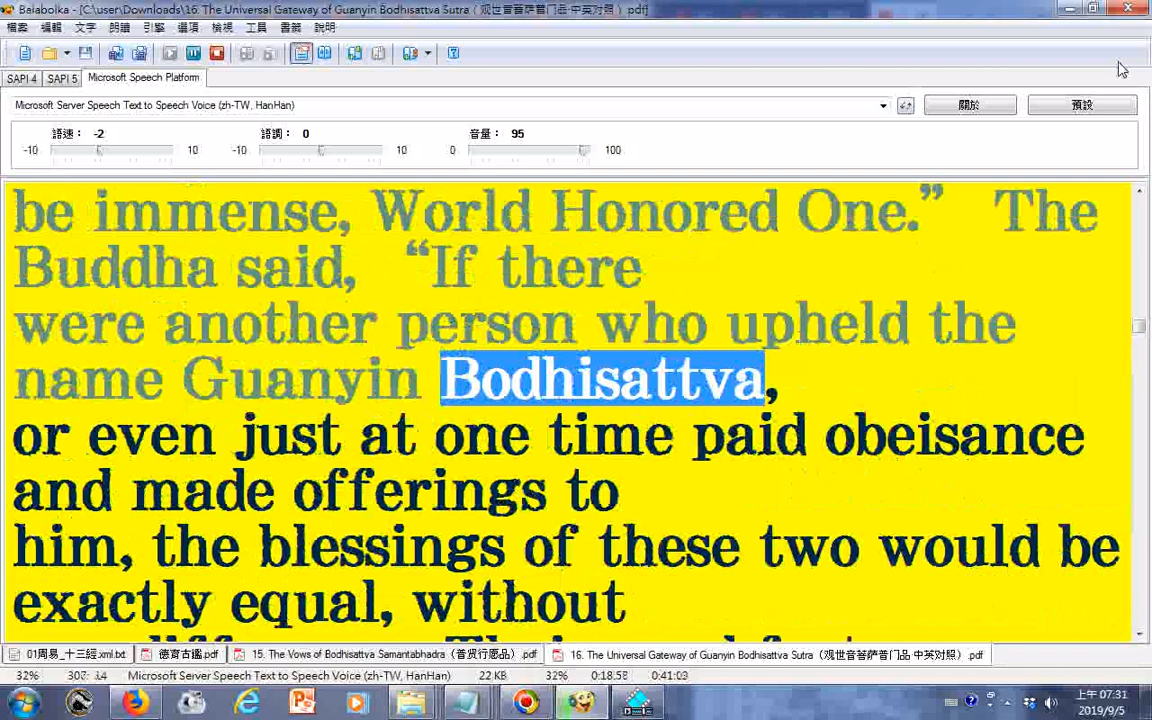 Balabolka - [C:\user\Downloads\16. The Universal Gateway of Guanyin Bodhisattva Sutra (观世音菩萨普门品·中英对照).pdf]
檔案 編輯 文字 朗讀 引擎 選項 檢視 工具 書籤 說明
SAPI 4 SAPI 5 Microsoft Speech Platform
Microsoft Server Speech Text to Speech Voice (zh-TW, HanHan) 關於 預設
語速： -2 語調： 0 音量： 95
-10 10 -10 10 0 100
be immense, World Honored One.” The
Buddha said, “If there
were another person who upheld the
name Guanyin Bodhisattva,
or even just at one time paid obeisance
and made offerings to
him, the blessings of these two would be
exactly equal, without
01周易_十三經.xml.txt 德育古鑑.pdf 15. The Vows of Bodhisattva Samantabhadra (普贤行愿品) .pdf 16. The Universal Gateway of Guanyin Bodhisattva Sutra (观世音菩萨普门品·中英对照) .pdf
32% Microsoft Server Speech Text to Speech Voice (zh-TW, HanHan) 22 KB 32% 0:18:58 0:41:09
上午 07:31
2019/9/5